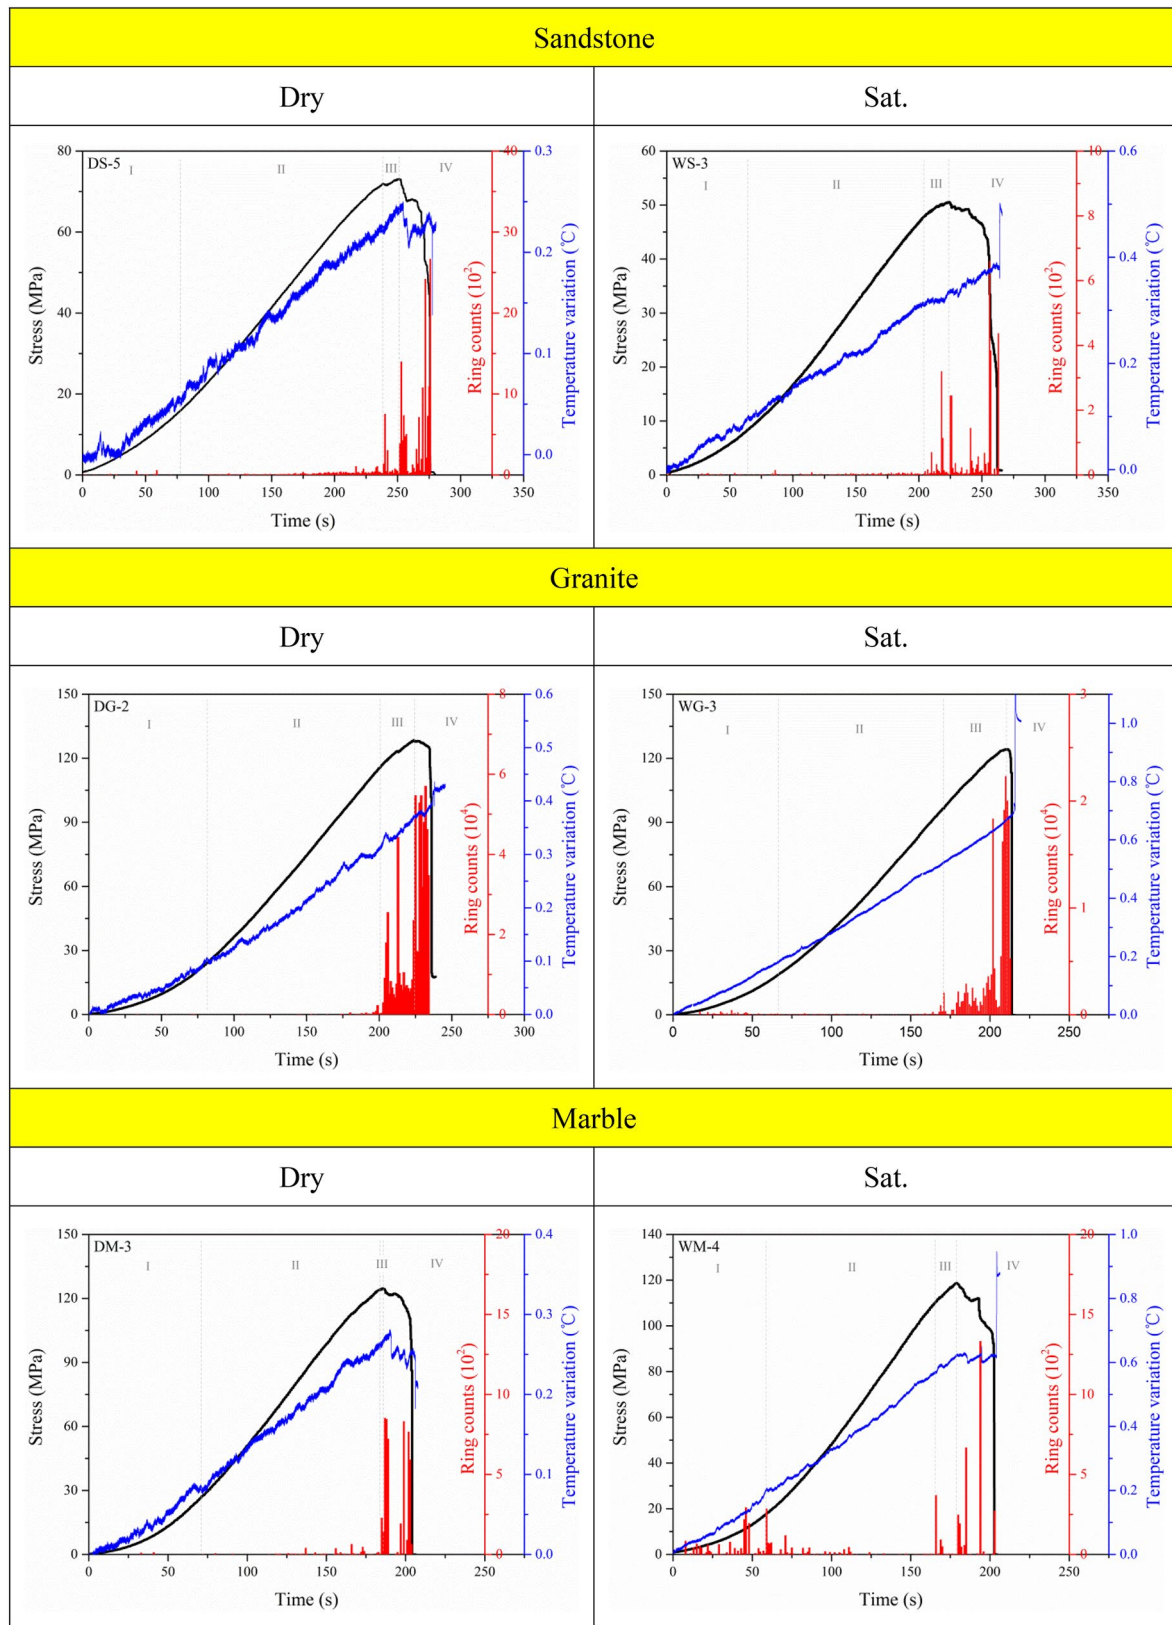 Sandstone
Dry
Sat.
DS-5
I
II
III
IV
80
60
40
20
0
Stress (MPa)
0 50 100 150 200 250 300 350
Time (s)
40
30
20
10
0
Ring counts (10²)
0.3
0.2
0.1
0.0
Temperature variation (℃)
WS-3
I
II
III
IV
60
50
40
30
20
10
0
Stress (MPa)
0 50 100 150 200 250 300 350
Time (s)
10
8
6
4
2
0
Ring counts (10²)
0.6
0.4
0.2
0.0
Temperature variation (℃)
Granite
Dry
Sat.
DG-2
I
II
III
IV
150
120
90
60
30
0
Stress (MPa)
0 50 100 150 200 250 300
Time (s)
8
6
4
2
0
Ring counts (10⁴)
0.6
0.5
0.4
0.3
0.2
0.1
0.0
Temperature variation (℃)
WG-3
I
II
III
IV
150
120
90
60
30
0
Stress (MPa)
0 50 100 150 200 250
Time (s)
3
2
1
0
Ring counts (10⁴)
1.0
0.8
0.6
0.4
0.2
0.0
Temperature variation (℃)
Marble
Dry
Sat.
DM-3
I
II
III
IV
150
120
90
60
30
0
Stress (MPa)
0 50 100 150 200 250
Time (s)
20
15
10
5
0
Ring counts (10²)
0.4
0.3
0.2
0.1
0.0
Temperature variation (℃)
WM-4
I
II
III
IV
140
120
100
80
60
40
20
0
Stress (MPa)
0 50 100 150 200 250
Time (s)
20
15
10
5
0
Ring counts (10²)
1.0
0.8
0.6
0.4
0.2
0.0
Temperature variation (℃)